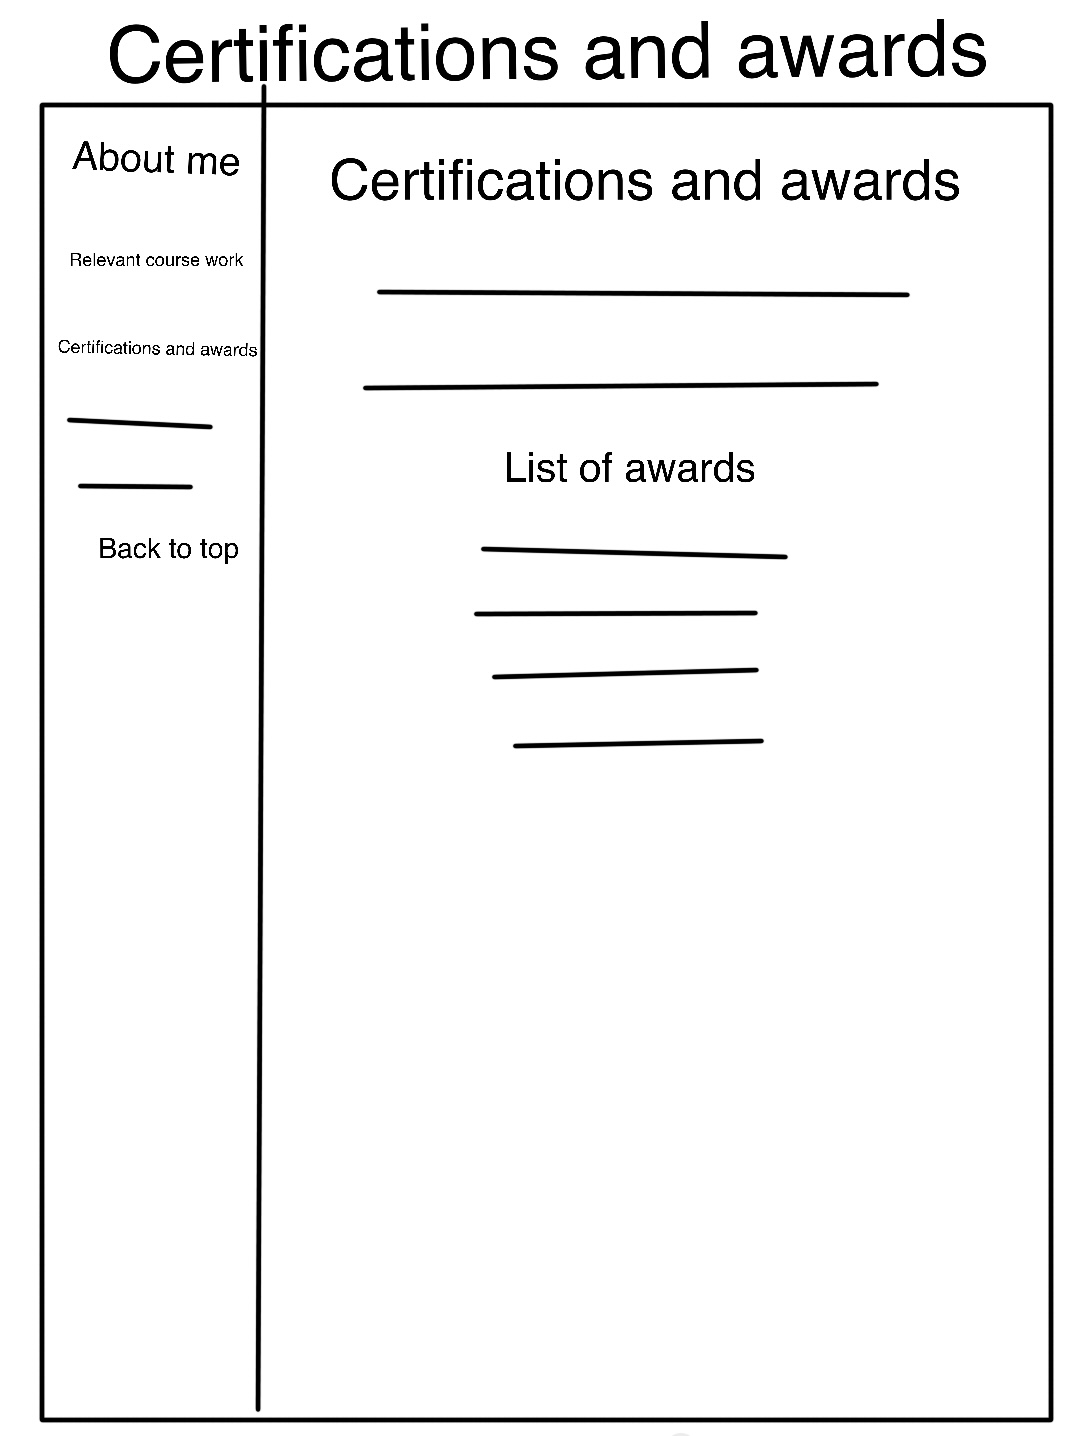 Certifications and awards
About me
Relevant course work
Certifications and awards
Back to top
Certifications and awards
List of awards